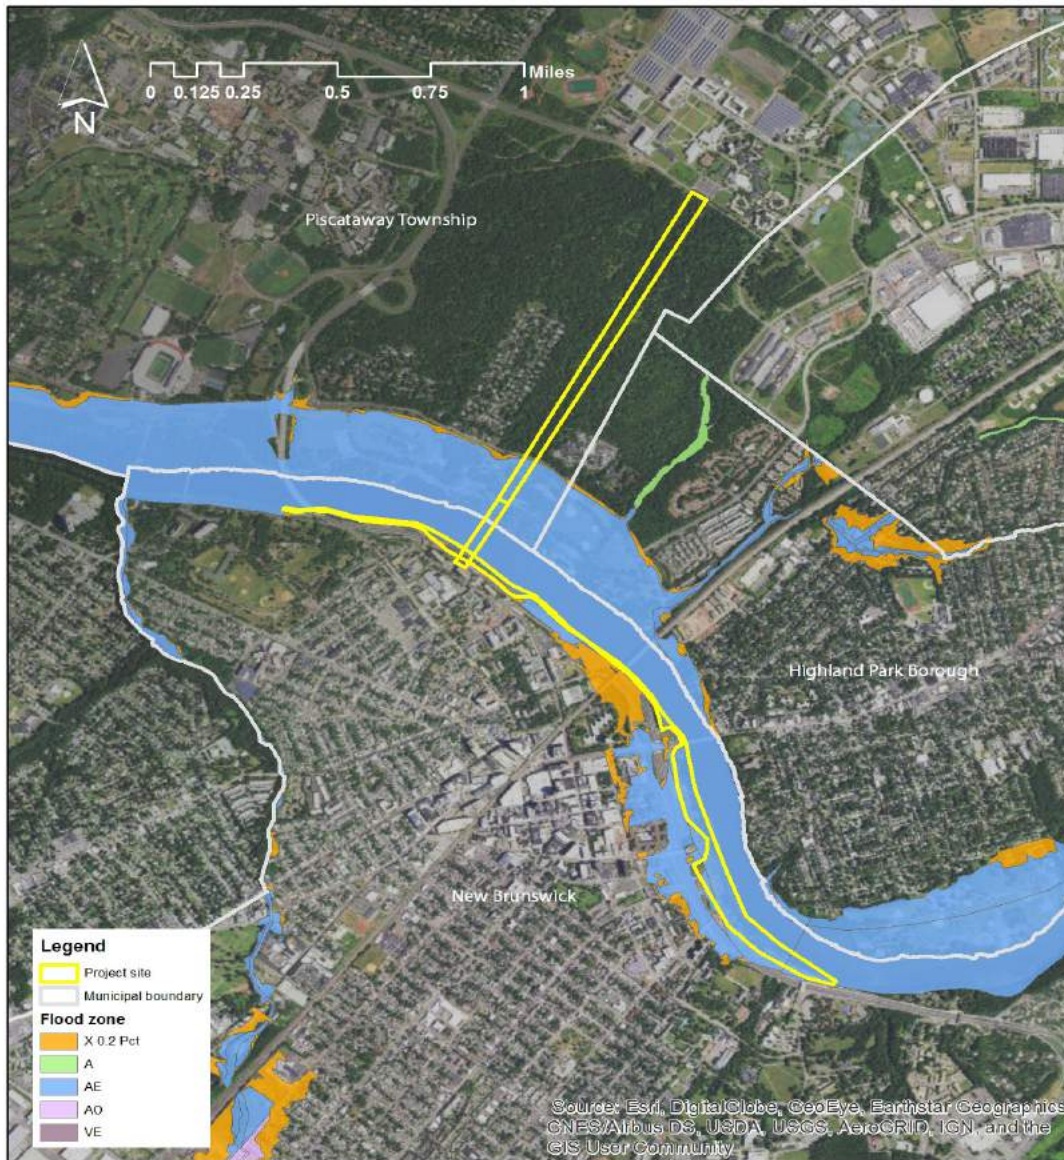 Miles
0 0.125 0.25 0.5 0.75 1
N
Piscataway Township
Highland Park Borough
New Brunswick
Legend
Project site
Municipal boundary
Flood zone
X 0.2 Pct
A
AE
AO
VE
Source: Esri, DigitalGlobe, GeoEye, Earthstar Geographics,
CNES/Airbus DS, USDA, USGS, AeroGRID, IGN, and the
GIS User Community